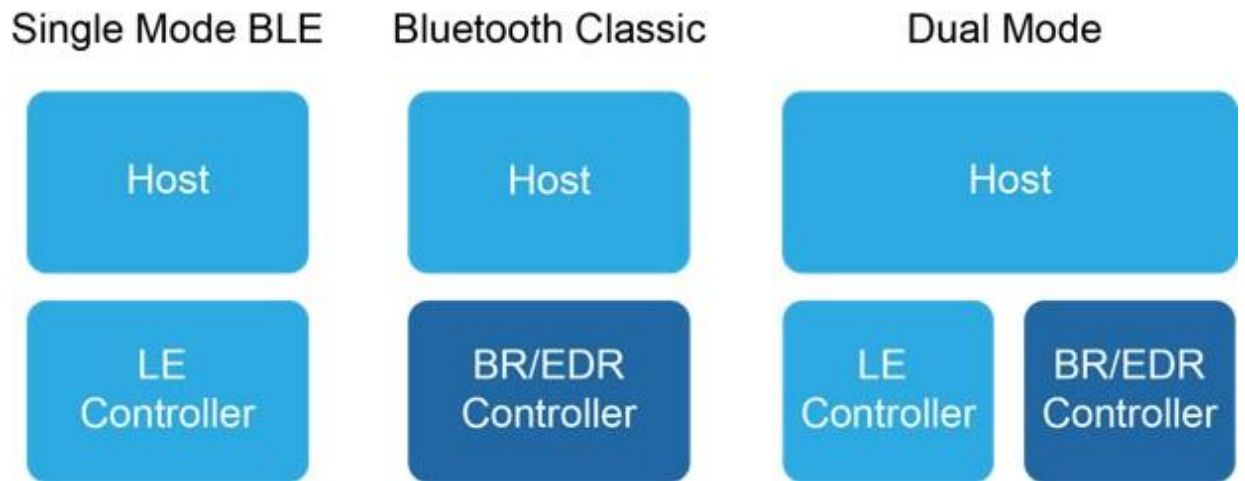 Single Mode BLE
Bluetooth Classic
Dual Mode
Host
Host
Host
LE
Controller
BR/EDR
Controller
LE
Controller
BR/EDR
Controller